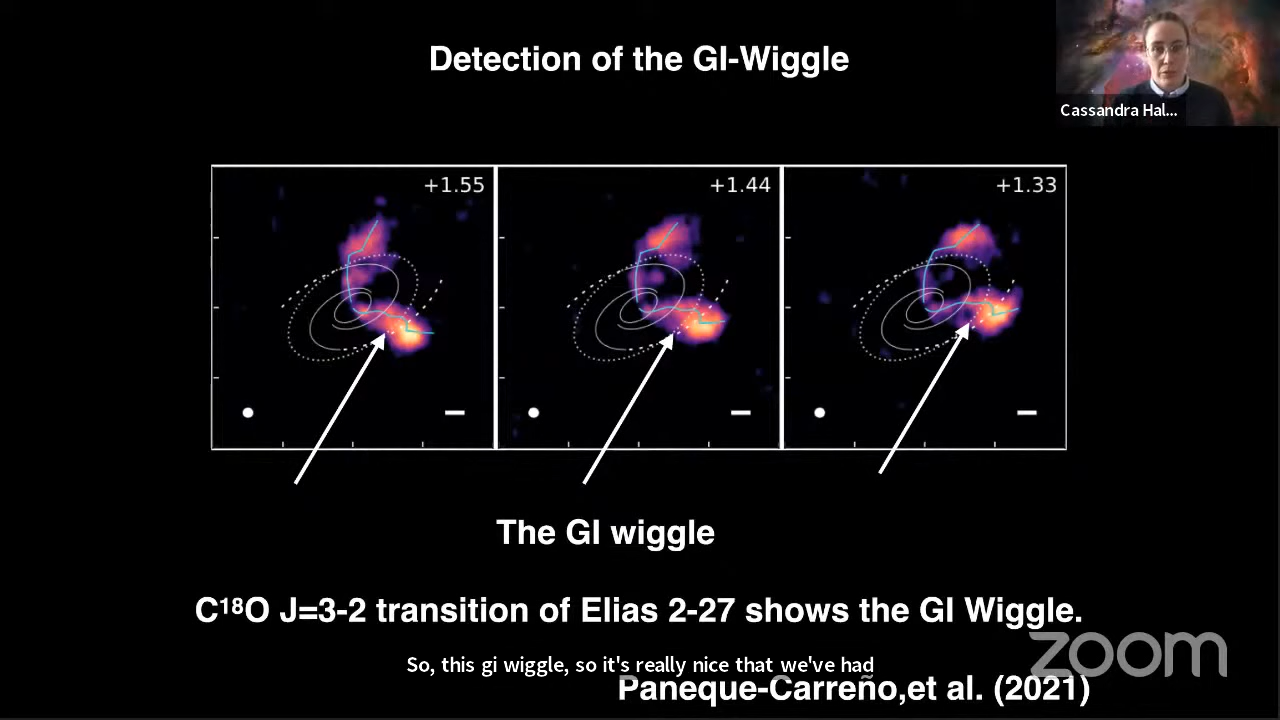 Detection of the GI-Wiggle
Cassandra Hal...
+1.55
+1.44
+1.33
The GI wiggle
C¹⁸O J=3-2 transition of Elias 2-27 shows the GI Wiggle.
zoom
So, this gi wiggle, so it's really nice that we've had
Paneque-Carreño,et al. (2021)